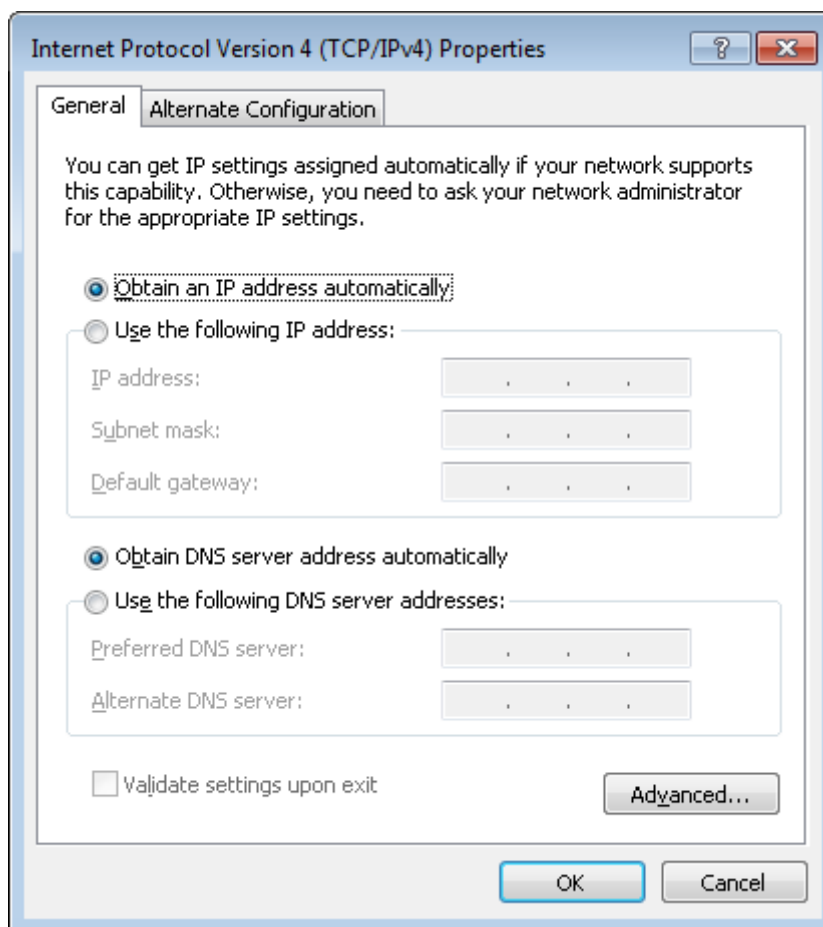 Internet Protocol Version 4 (TCP/IPv4) Properties
General
Alternate Configuration
You can get IP settings assigned automatically if your network supports
this capability. Otherwise, you need to ask your network administrator
for the appropriate IP settings.
Obtain an IP address automatically
Use the following IP address:
IP address:
. . .
Subnet mask:
. . .
Default gateway:
. . .
Obtain DNS server address automatically
Use the following DNS server addresses:
Preferred DNS server:
. . .
Alternate DNS server:
. . .
Validate settings upon exit
Advanced...
OK
Cancel